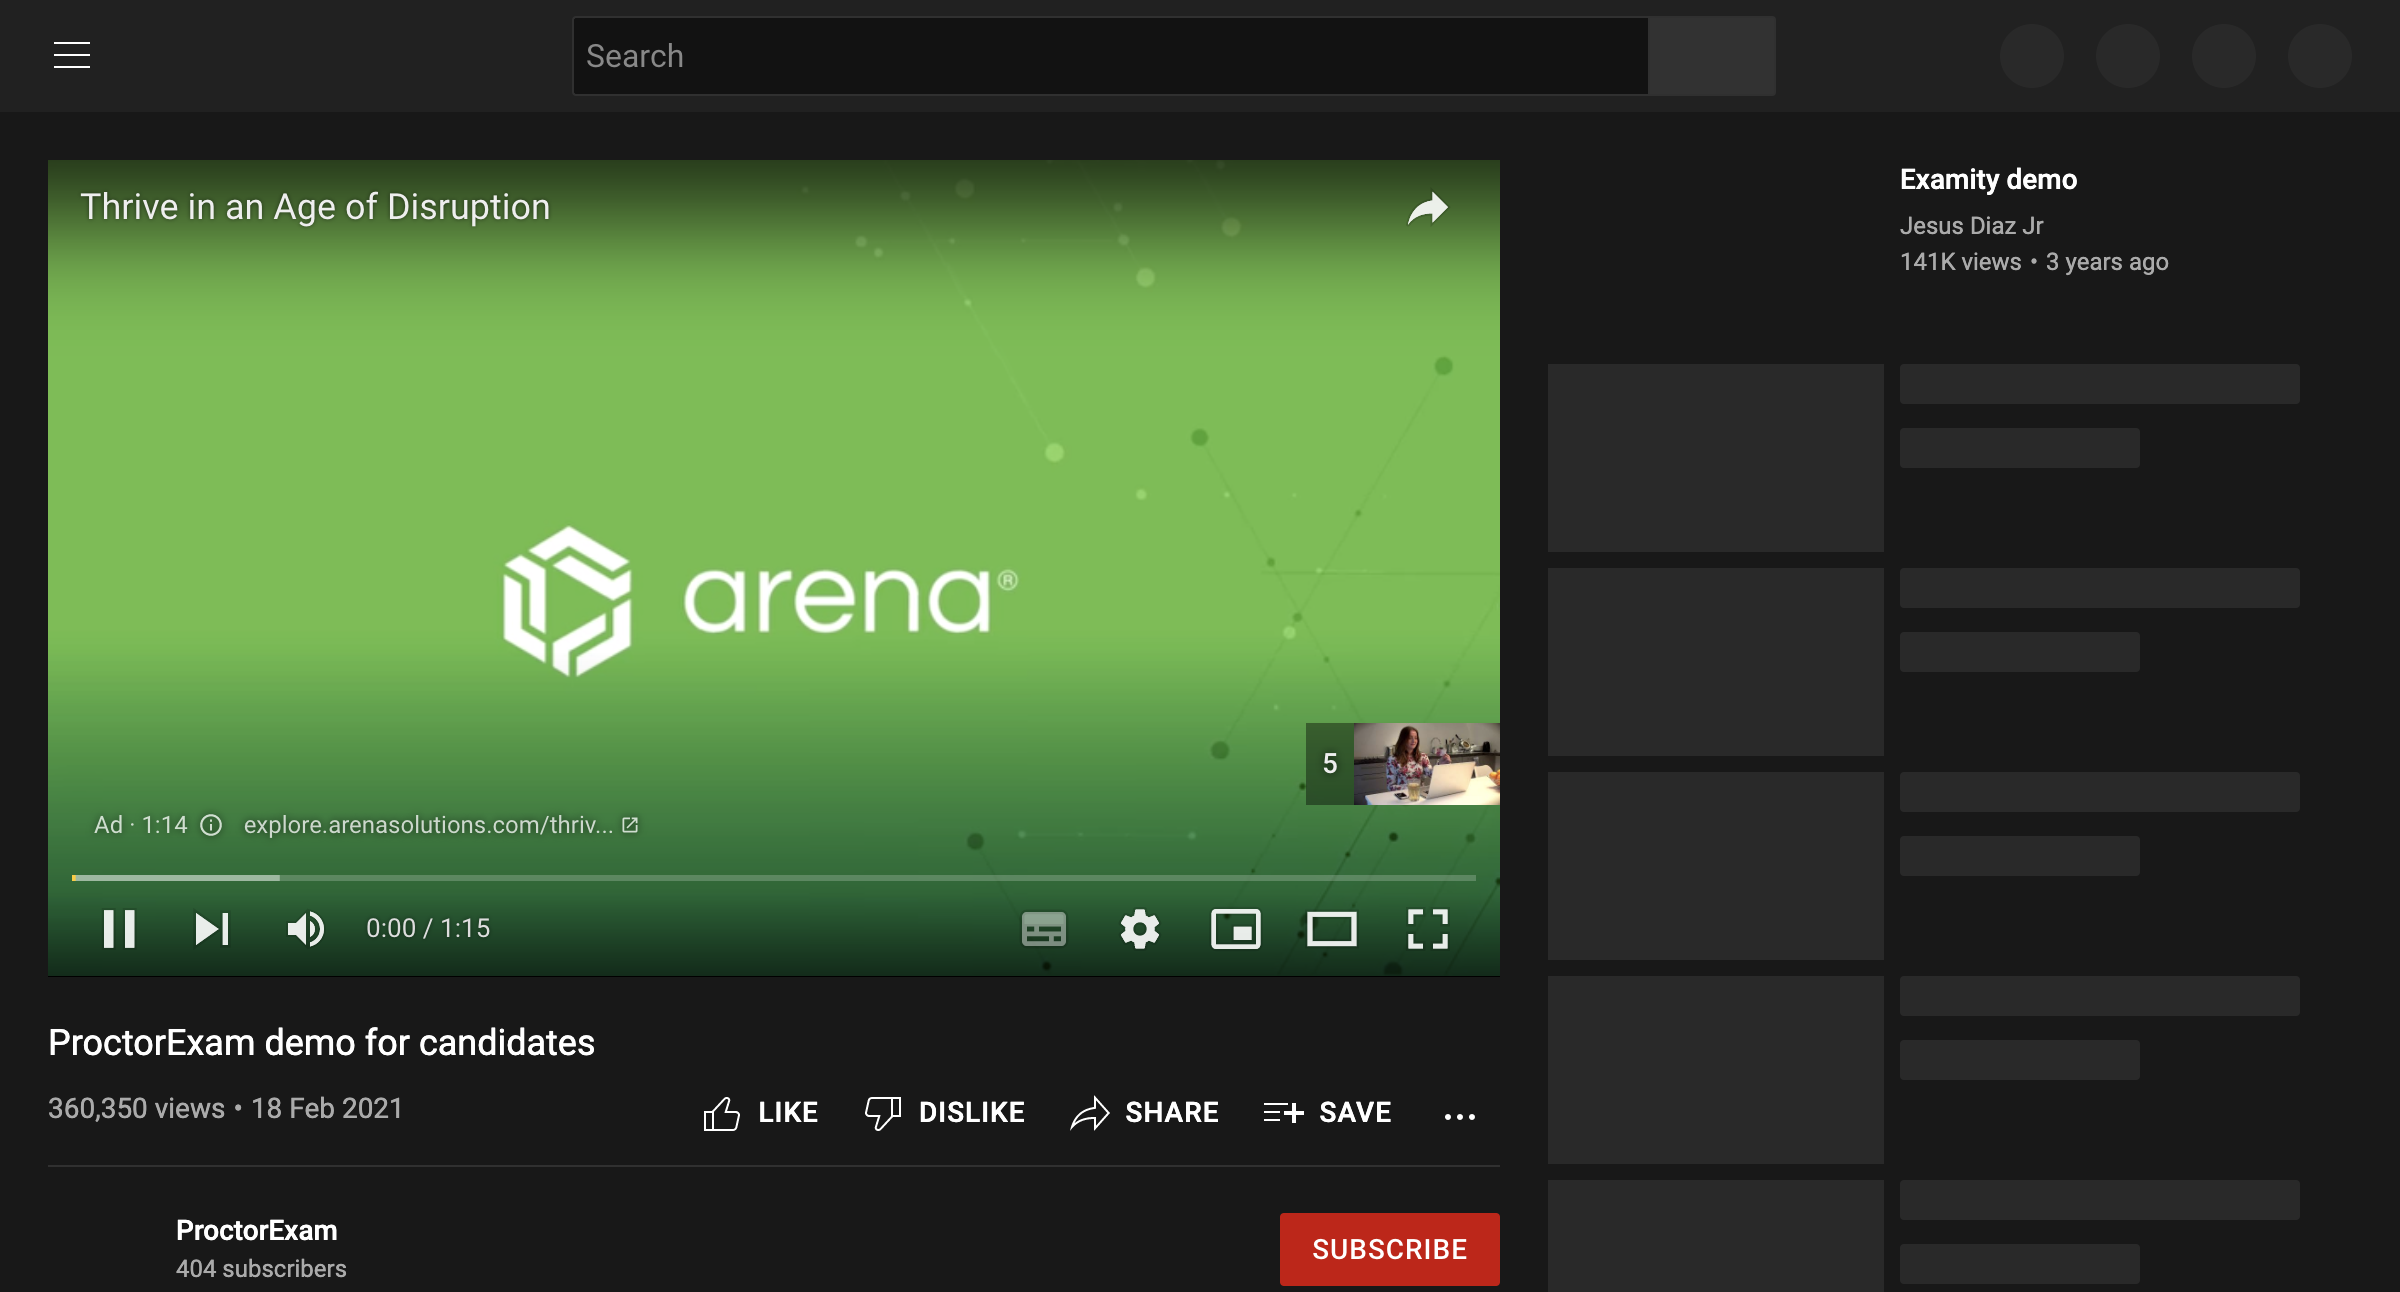 Search
Thrive in an Age of Disruption
arena®
5
Ad · 1:14
explore.arenasolutions.com/thriv...
0:00 / 1:15
ProctorExam demo for candidates
360,350 views • 18 Feb 2021
LIKE
DISLIKE
SHARE
SAVE
ProctorExam
404 subscribers
SUBSCRIBE
Examity demo
Jesus Diaz Jr
141K views • 3 years ago